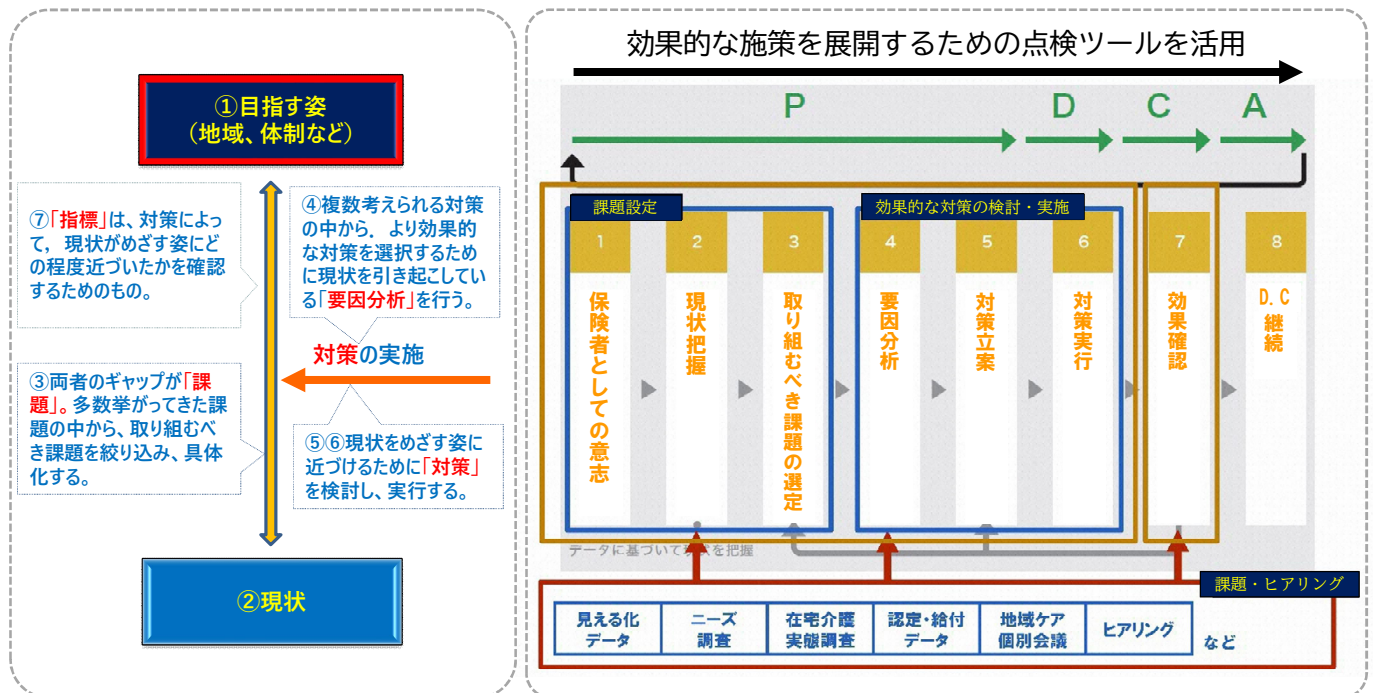 ①目指す姿
（地域、体制など）
⑦「指標」は、対策によっ
て，現状がめざす姿にど
の程度近づいたかを確認
するためのもの。
④複数考えられる対策
の中から．より効果的
な対策を選択するため
に現状を引き起こしてい
る「要因分析」を行う。
対策の実施
③両者のギャップが「課
題」。多数挙がってきた課
題の中から、取り組むべ
き課題を絞り込み、具体
化する。
⑤⑥現状をめざす姿に
近づけるために「対策」
を検討し、実行する。
②現状
効果的な施策を展開するための点検ツールを活用
P
D
C
A
課題設定
効果的な対策の検討・実施
1
2
3
4
5
6
7
8
保険者としての意志
現状把握
取り組むべき課題の選定
要因分析
対策立案
対策実行
効果確認
D.C
継続
データに基づいて現状を把握
課題・ヒアリング
見える化
データ
ニーズ
調査
在宅介護
実態調査
認定・給付
データ
地域ケア
個別会議
ヒアリング
など